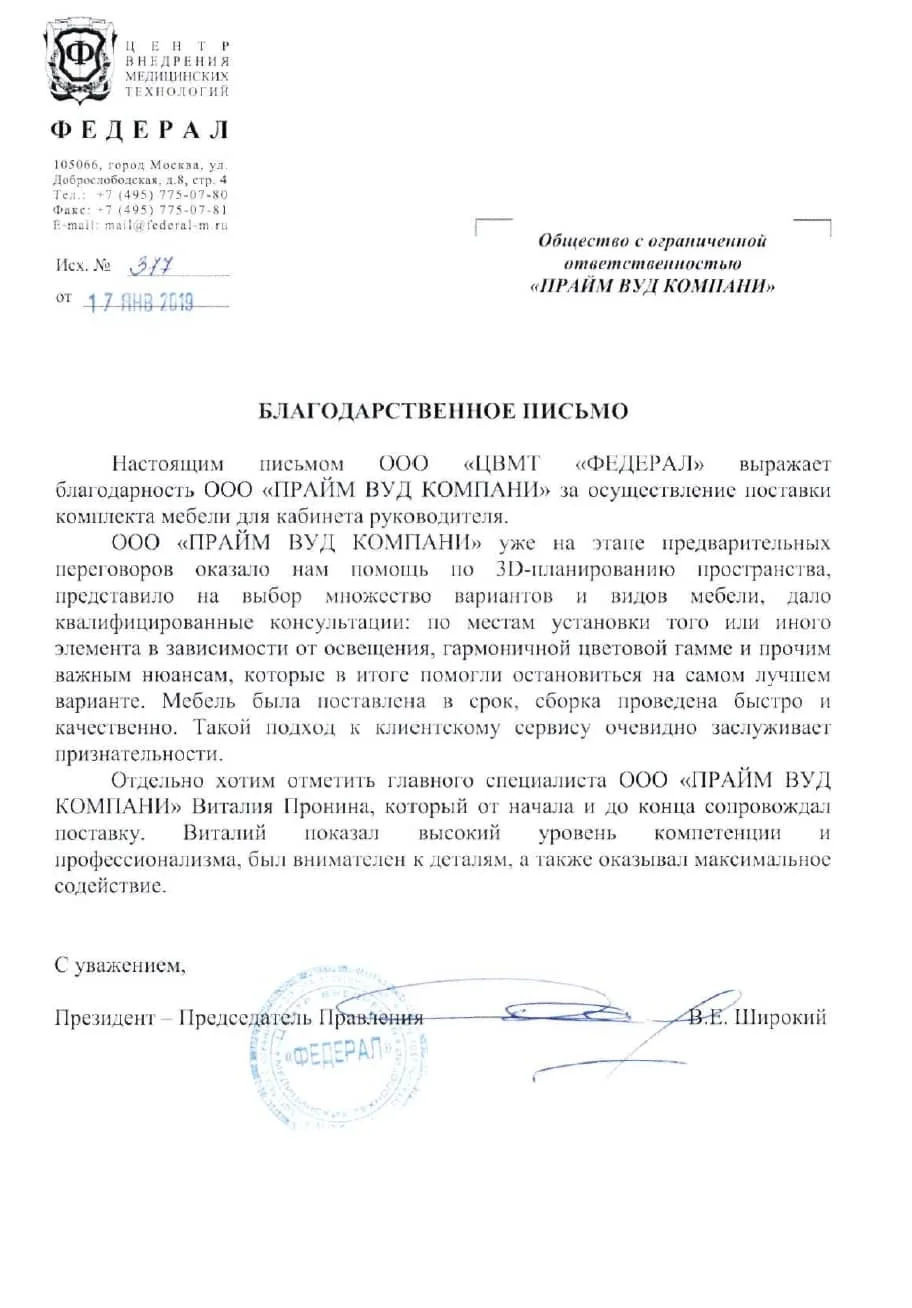 Ф
ЦЕНТР
ВНЕДРЕНИЯ
МЕДИЦИНСКИХ
ТЕХНОЛОГИЙ
ФЕДЕРАЛ
105066, город Москва, ул.
Доброслободская, д.8, стр. 4
Тел.: +7 (495) 775-07-80
Факс: +7 (495) 775-07-81
E-mail: mail@federal-m.ru
Исх. № 317
от 17 ЯНВ 2019
Общество с ограниченной
ответственностью
«ПРАЙМ ВУД КОМПАНИ»
БЛАГОДАРСТВЕННОЕ ПИСЬМО
Настоящим письмом ООО «ЦВМТ «ФЕДЕРАЛ» выражает
благодарность ООО «ПРАЙМ ВУД КОМПАНИ» за осуществление поставки
комплекта мебели для кабинета руководителя.
ООО «ПРАЙМ ВУД КОМПАНИ» уже на этапе предварительных
переговоров оказало нам помощь по 3D-планированию пространства,
представило на выбор множество вариантов и видов мебели, дало
квалифицированные консультации: по местам установки того или иного
элемента в зависимости от освещения, гармоничной цветовой гамме и прочим
важным нюансам, которые в итоге помогли остановиться на самом лучшем
варианте. Мебель была поставлена в срок, сборка проведена быстро и
качественно. Такой подход к клиентскому сервису очевидно заслуживает
признательности.
Отдельно хотим отметить главного специалиста ООО «ПРАЙМ ВУД
КОМПАНИ» Виталия Пронина, который от начала и до конца сопровождал
поставку. Виталий показал высокий уровень компетенции и
профессионализма, был внимателен к деталям, а также оказывал максимальное
содействие.
С уважением,
Президент – Председатель Правления В.Е. Широкий
«ФЕДЕРАЛ»